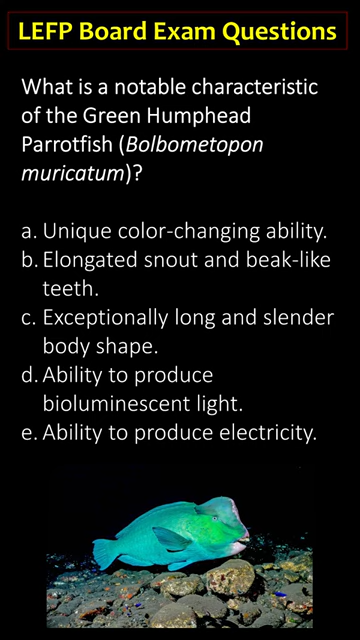 LEFP Board Exam Questions
What is a notable characteristic
of the Green Humphead
Parrotfish (Bolbometopon
muricatum)?
a. Unique color-changing ability.
b. Elongated snout and beak-like
teeth.
c. Exceptionally long and slender
body shape.
d. Ability to produce
bioluminescent light.
e. Ability to produce electricity.